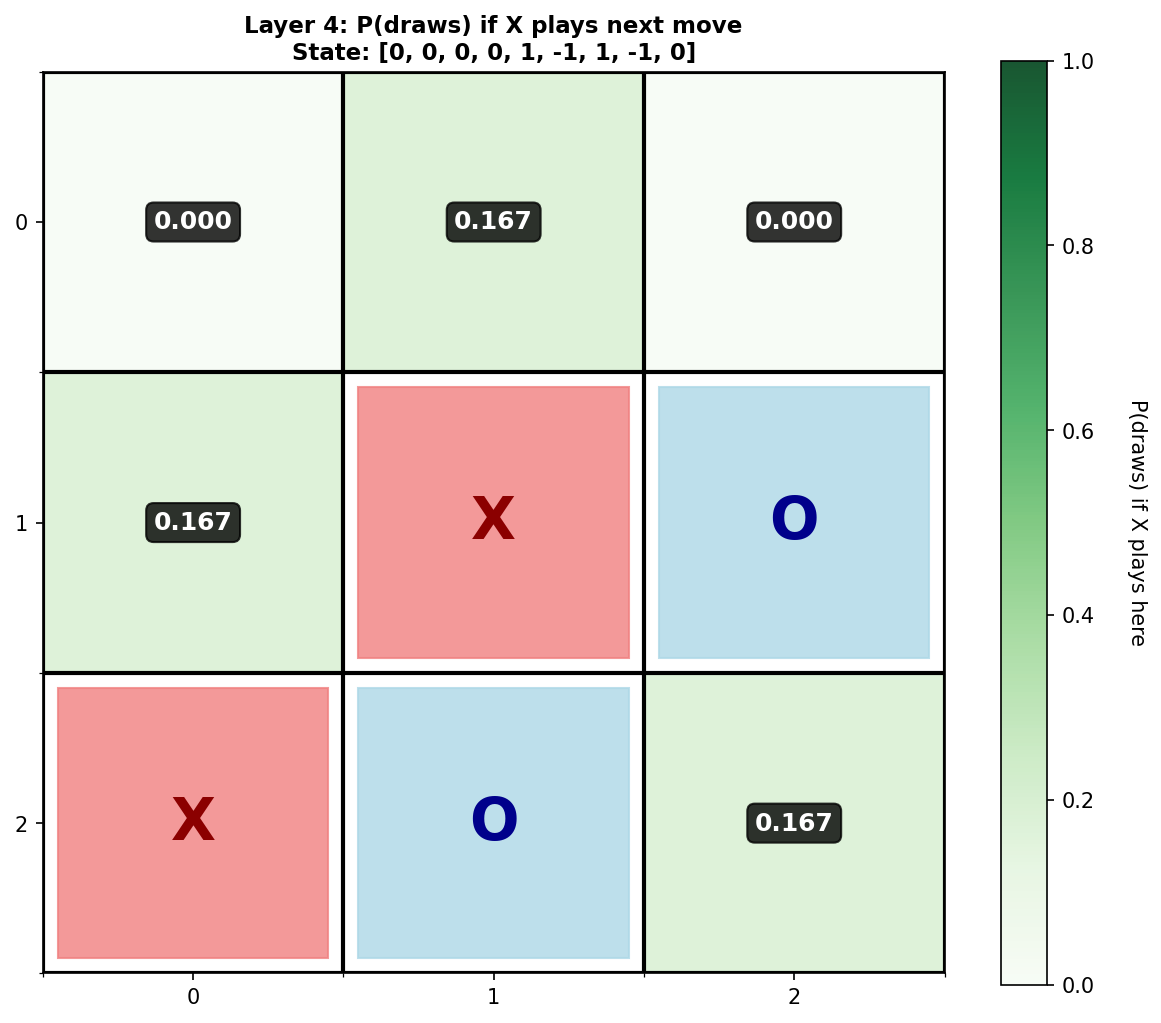 Layer 4: P(draws) if X plays next move
State: [0, 0, 0, 0, 1, -1, 1, -1, 0]
0.000
0.167
0.000
0.167
X
O
X
O
0.167
0
1
2
0
1
2
1.0
0.8
0.6
0.4
0.2
0.0
P(draws) if X plays here